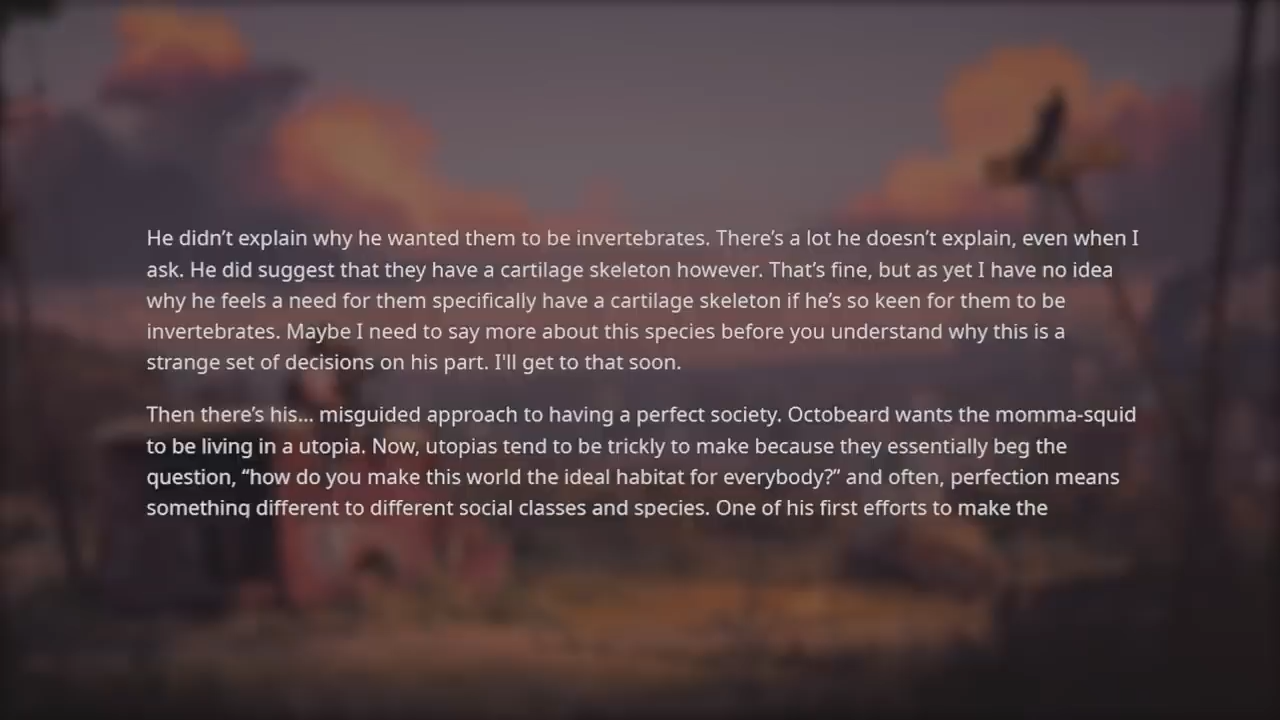 He didn’t explain why he wanted them to be invertebrates. There’s a lot he doesn’t explain, even when I
ask. He did suggest that they have a cartilage skeleton however. That’s fine, but as yet I have no idea
why he feels a need for them specifically have a cartilage skeleton if he’s so keen for them to be
invertebrates. Maybe I need to say more about this species before you understand why this is a
strange set of decisions on his part. I'll get to that soon.
Then there’s his... misguided approach to having a perfect society. Octobeard wants the momma-squid
to be living in a utopia. Now, utopias tend to be trickly to make because they essentially beg the
question, “how do you make this world the ideal habitat for everybody?” and often, perfection means
something different to different social classes and species. One of his first efforts to make the